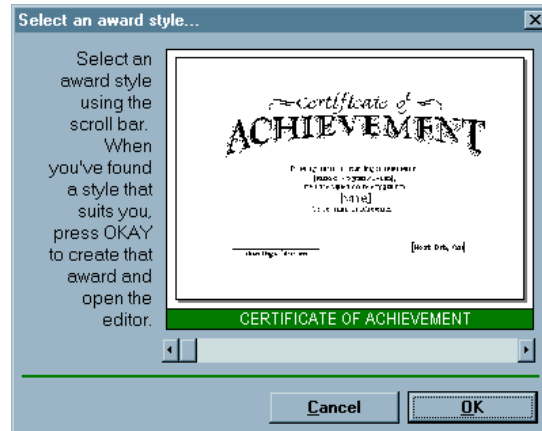 Select an award style...
Select an
award style
using the
scroll bar.
When
you've found
a style that
suits you,
press OKAY
to create that
award and
open the
editor.
Certificate of
ACHIEVEMENT
[Name]
CERTIFICATE OF ACHIEVEMENT
Cancel
OK